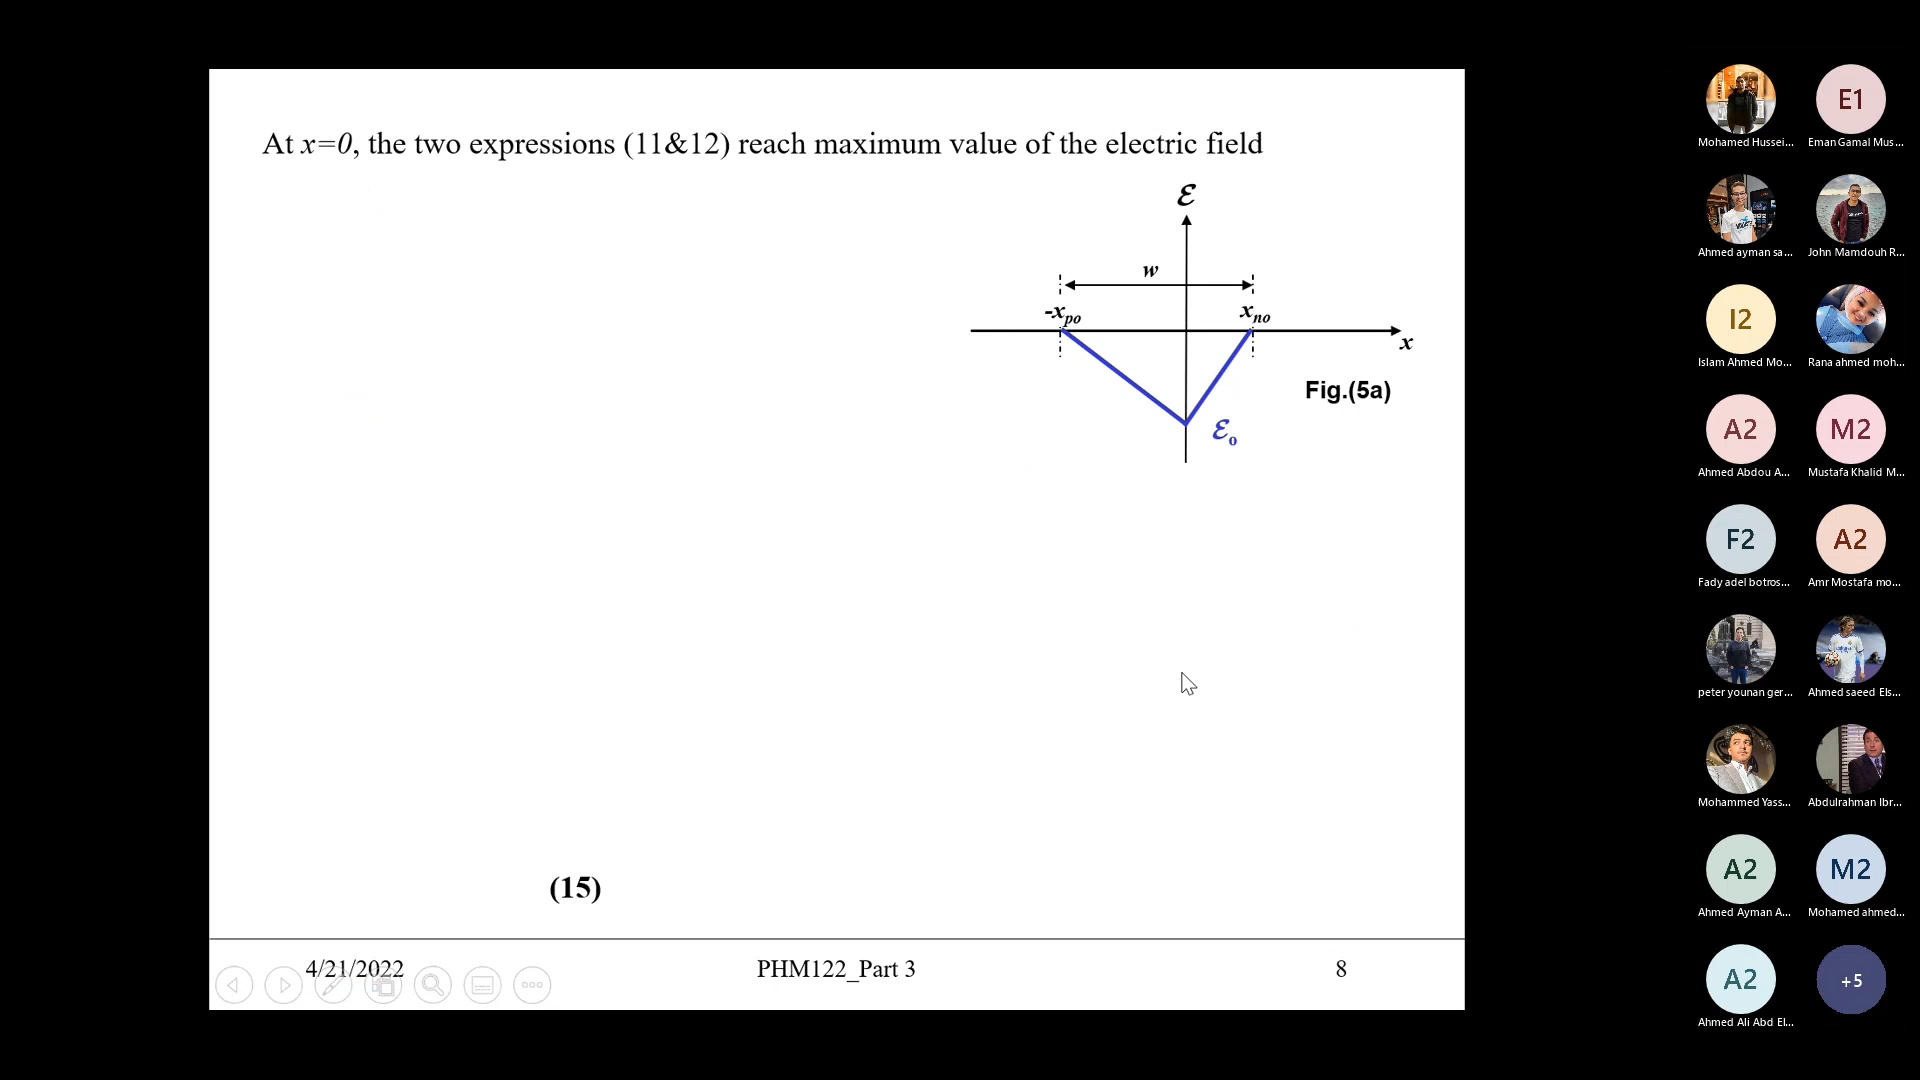 At x=0, the two expressions (11&12) reach maximum value of the electric field
ℰ
w
-xpo
xno
x
Fig.(5a)
ℰo
(15)
4/21/2022
PHM122_Part 3
8
E1
Mohamed Hussei...
Eman Gamal Mus...
Ahmed ayman sa...
John Mamdouh R...
I2
Islam Ahmed Mo...
Rana ahmed moh...
A2
M2
Ahmed Abdou A...
Mustafa Khalid M...
F2
A2
Fady adel botros...
Amr Mostafa mo...
peter younan ger...
Ahmed saeed Els...
Mohammed Yass...
Abdulrahman Ibr...
A2
M2
Ahmed Ayman A...
Mohamed ahmed...
A2
+5
Ahmed Ali Abd El...